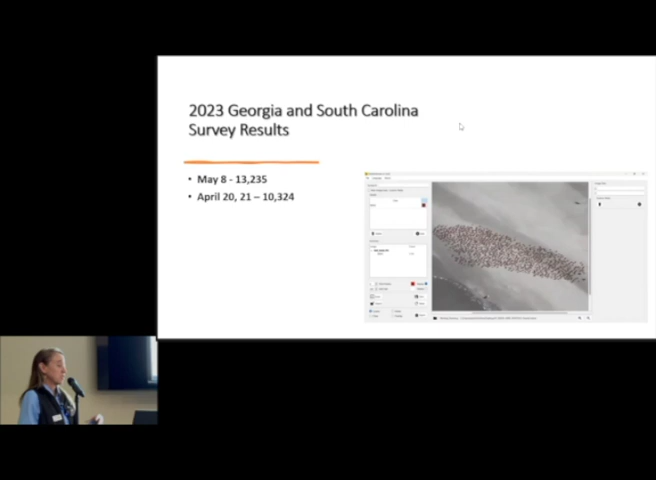 2023 Georgia and South Carolina
Survey Results
• May 8 - 13,235
• April 20, 21 – 10,324